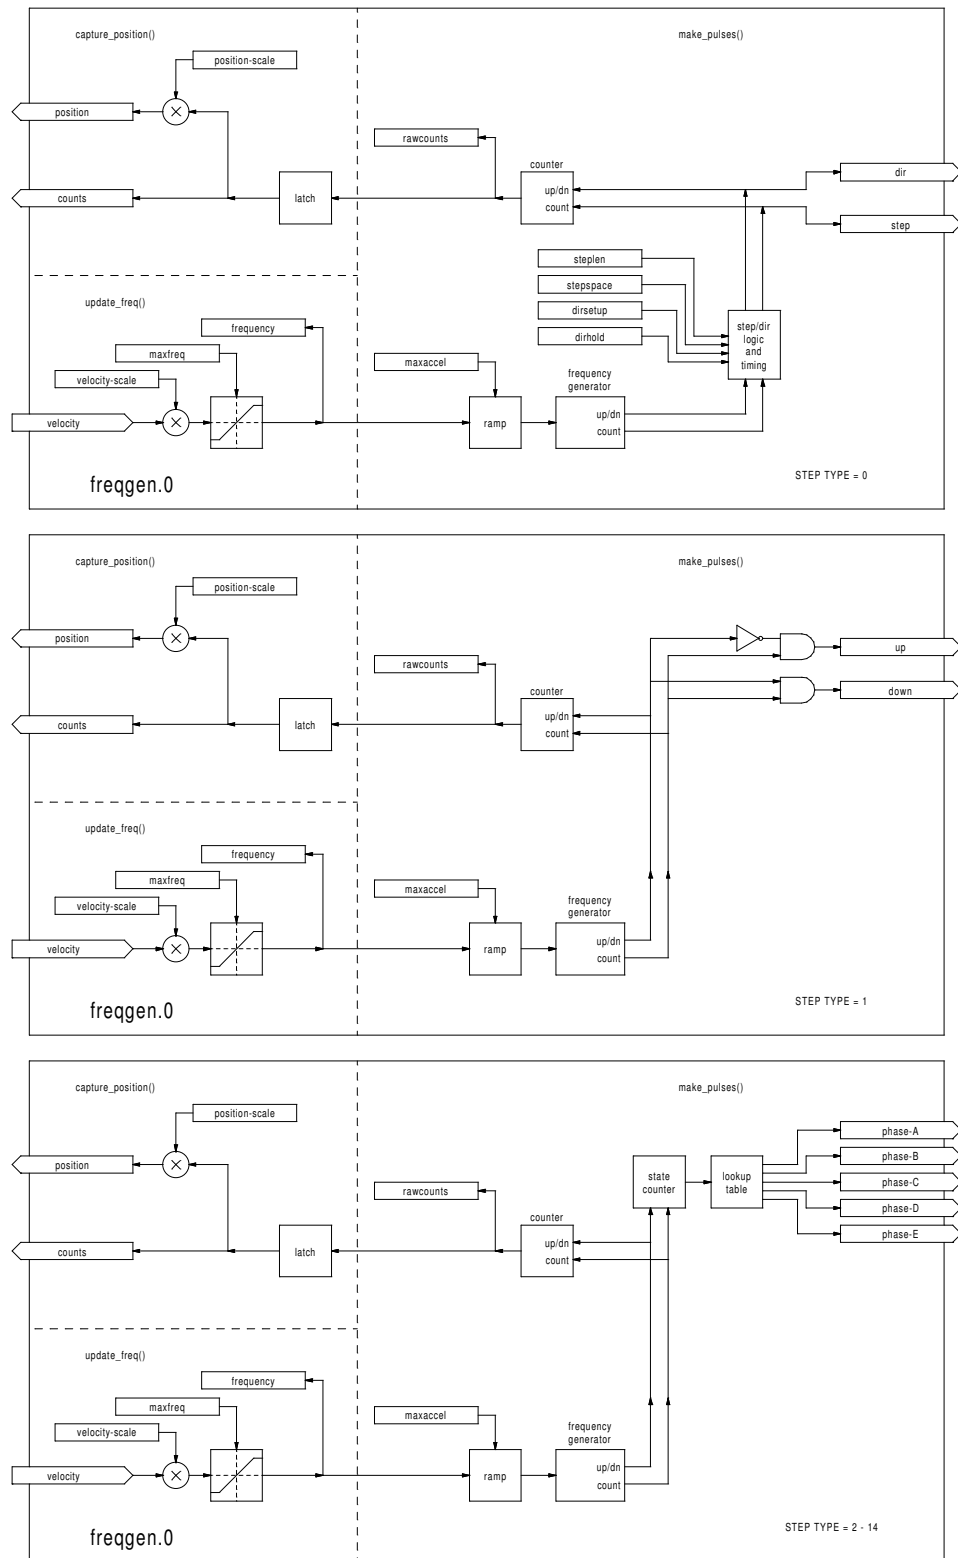 capture_position()
make_pulses()
position-scale
position
rawcounts
counter
dir
up/dn
counts
latch
count
step
steplen
stepspace
update_freq()
dirsetup
frequency
dirhold
step/dir
logic
and
timing
maxfreq
maxaccel
frequency
generator
velocity-scale
up/dn
velocity
ramp
count
freqgen.0
STEP TYPE = 0
capture_position()
make_pulses()
position-scale
position
up
rawcounts
counter
down
up/dn
counts
latch
count
update_freq()
frequency
maxfreq
maxaccel
frequency
generator
velocity-scale
up/dn
velocity
ramp
count
freqgen.0
STEP TYPE = 1
capture_position()
make_pulses()
position-scale
phase-A
position
state
counter
lookup
table
phase-B
phase-C
rawcounts
phase-D
counter
phase-E
up/dn
counts
latch
count
update_freq()
frequency
maxfreq
maxaccel
frequency
generator
velocity-scale
up/dn
velocity
ramp
count
freqgen.0
STEP TYPE = 2 - 14